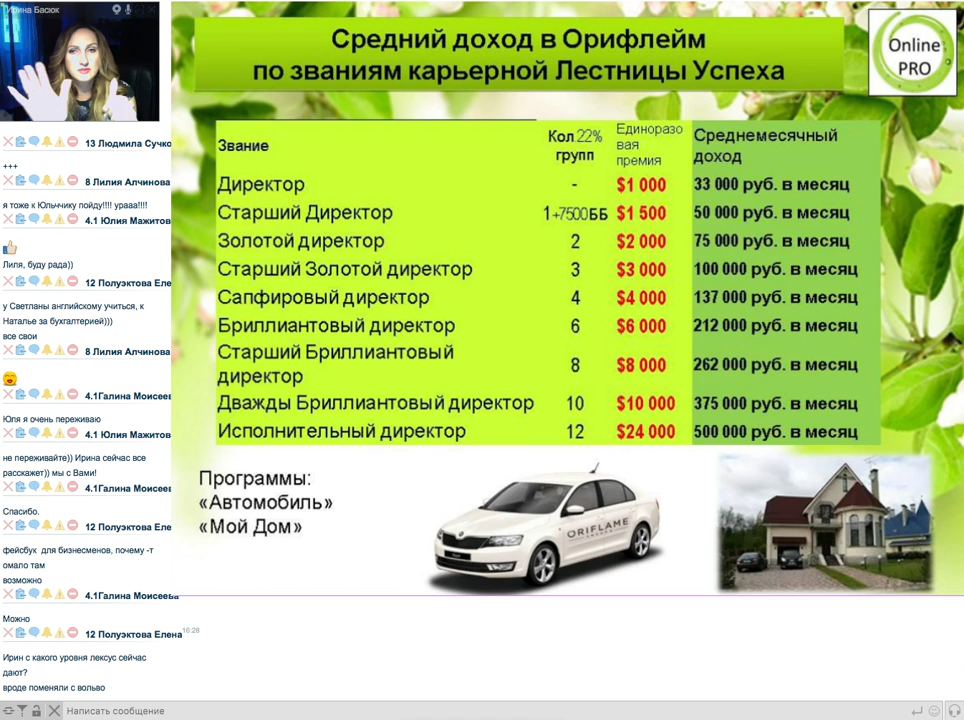 Ирина Басюк
13 Людмила Сучко
+++
8 Лилия Алчинова
я тоже к Юльччику пойду!!!! урааа!!!!
4.1 Юлия Мажитов
Лиля, буду рада))
12 Полуэктова Еле
у Светланы английскому учиться, к
Наталье за бухгалтерией)))
все свои
8 Лилия Алчинова
4.1Галина Моисеев
Юля я очень переживаю
4.1 Юлия Мажитов
не переживайте)) Ирина сейчас все
расскажет)) мы с Вами!
4.1Галина Моисеев
Спасибо.
12 Полуэктова Еле
фейсбук для бизнесменов, почему -т
омало там
возможно
4.1Галина Моисеева
Можно
12 Полуэктова Елена 16:28
Ирин с какого уровня лексус сейчас
дают?
вроде поменяли с вольво
Написать сообщение
Средний доход в Орифлейм
по званиям карьерной Лестницы Успеха
Online
PRO
Звание Кол.22% групп Единоразовая премия Среднемесячный доход
Директор - $1 000 33 000 руб. в месяц
Старший Директор 1+7500ББ $1 500 50 000 руб. в месяц
Золотой директор 2 $2 000 75 000 руб. в месяц
Старший Золотой директор 3 $3 000 100 000 руб. в месяц
Сапфировый директор 4 $4 000 137 000 руб. в месяц
Бриллиантовый директор 6 $6 000 212 000 руб. в месяц
Старший Бриллиантовый
директор 8 $8 000 262 000 руб. в месяц
Дважды Бриллиантовый директор 10 $10 000 375 000 руб. в месяц
Исполнительный директор 12 $24 000 500 000 руб. в месяц
Программы:
«Автомобиль»
«Мой Дом»
ORIFLAME